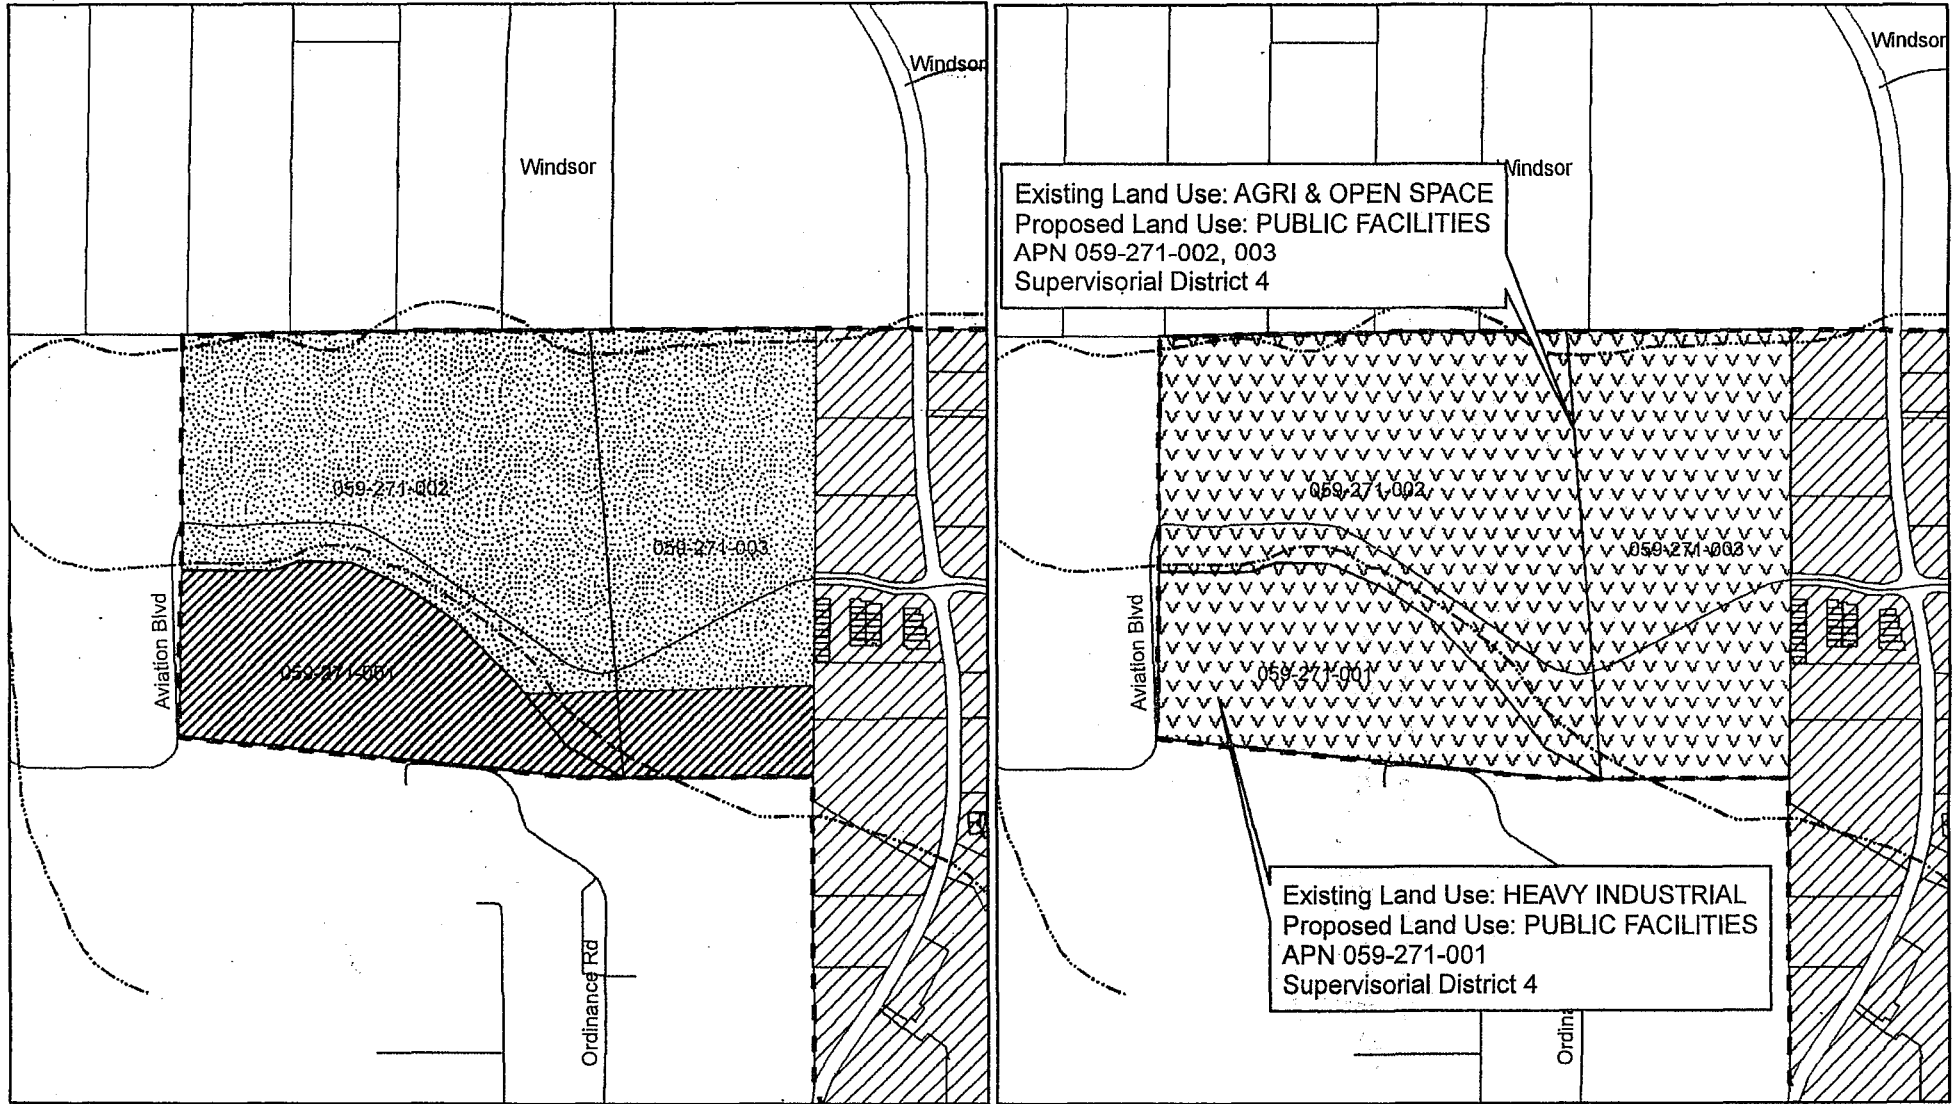 Windsor
Windsor
059-271-002
059-271-003
059-271-001
Aviation Blvd
Ordinance Rd
Windsor
Windsor
Existing Land Use: AGRI & OPEN SPACE
Proposed Land Use: PUBLIC FACILITIES
APN 059-271-002, 003
Supervisorial District 4
059-271-002
059-271-003
059-271-001
Aviation Blvd
Existing Land Use: HEAVY INDUSTRIAL
Proposed Land Use: PUBLIC FACILITIES
APN 059-271-001
Supervisorial District 4
Ordina